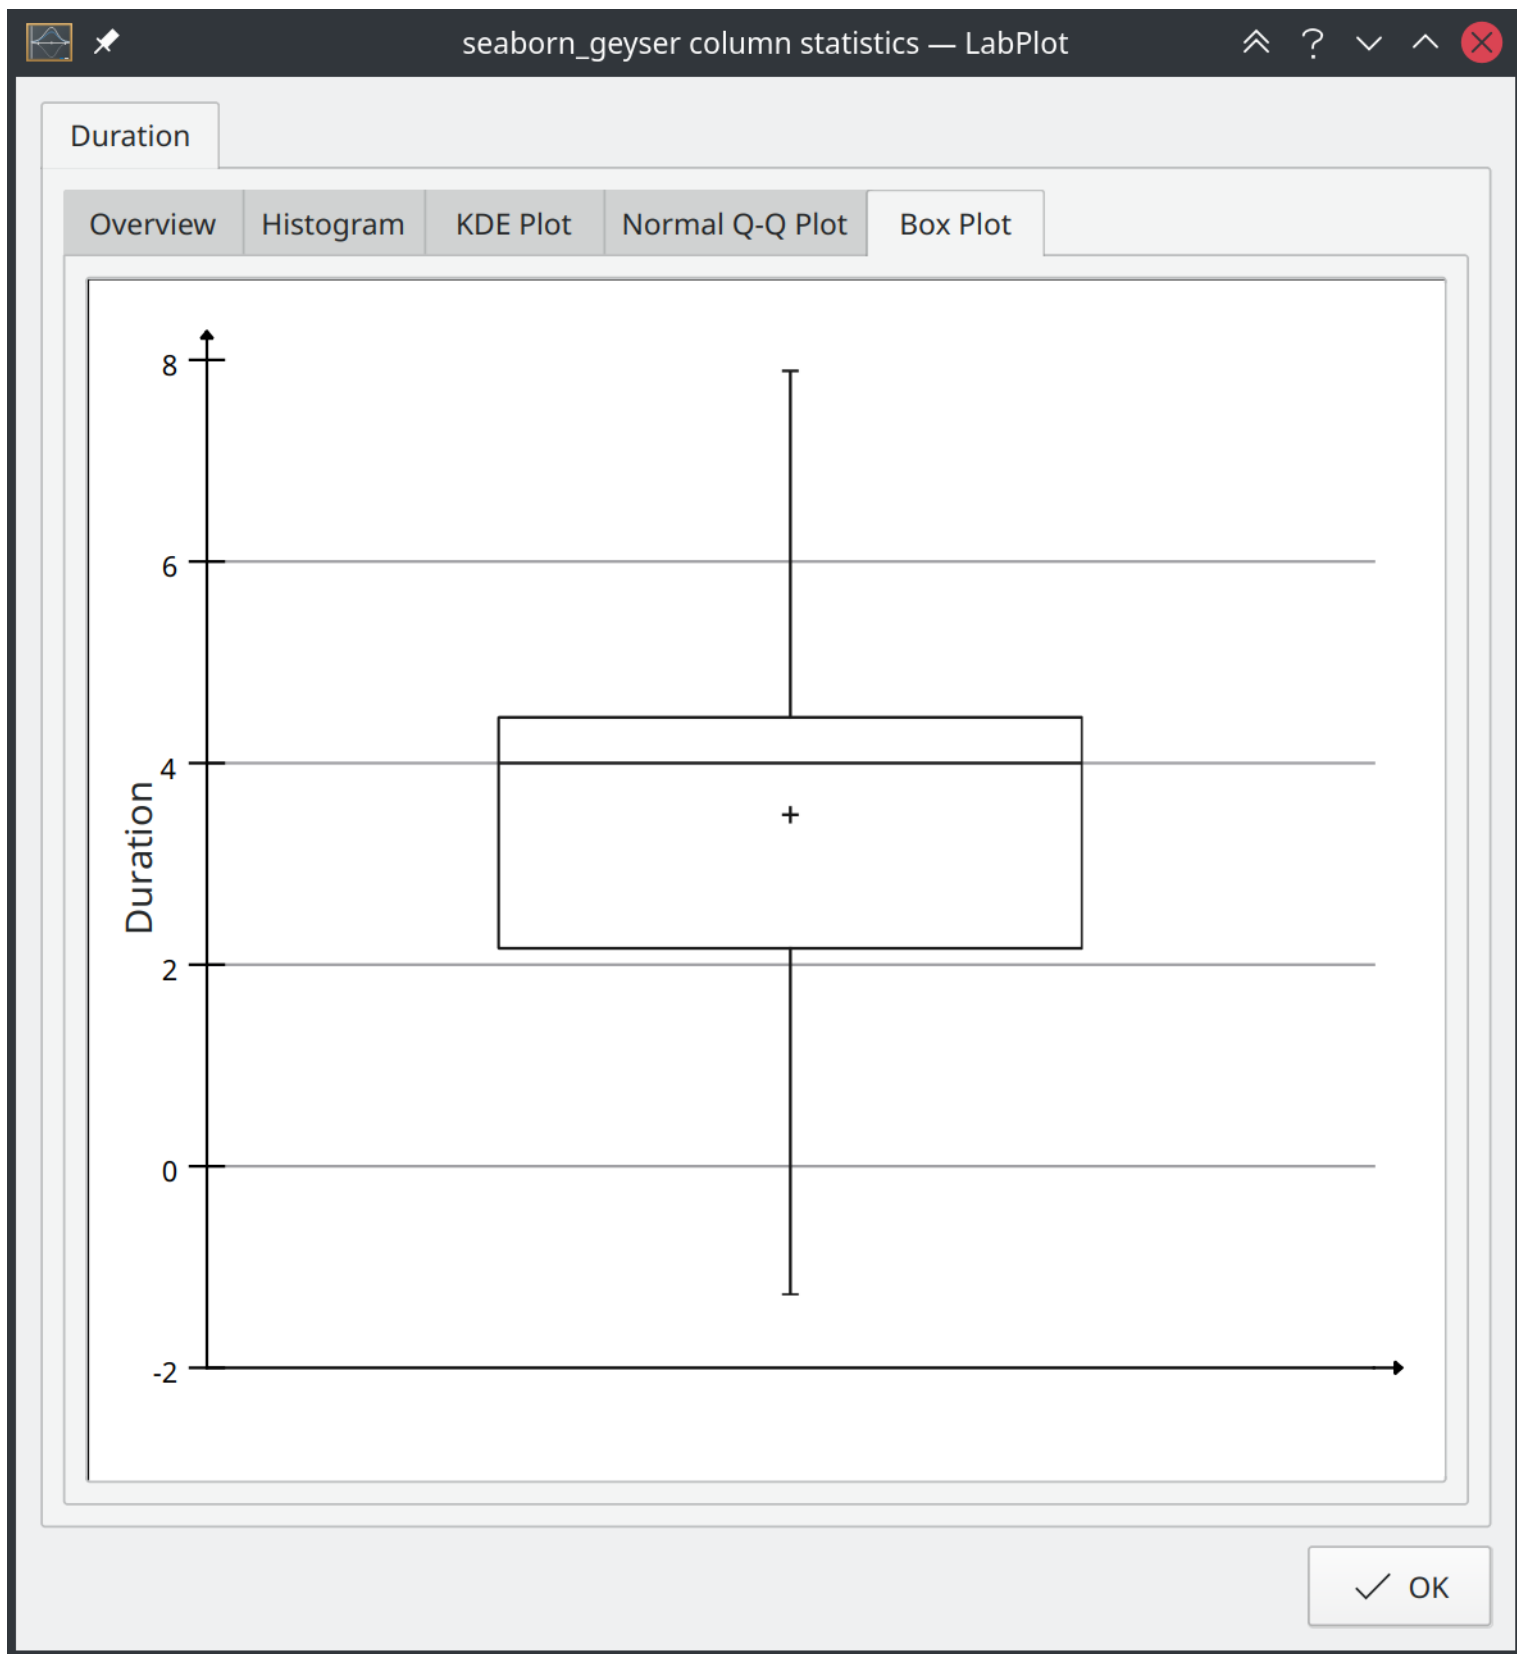 seaborn_geyser column statistics — LabPlot
Duration
Overview Histogram KDE Plot Normal Q-Q Plot Box Plot
8
6
4
2
0
-2
Duration
OK